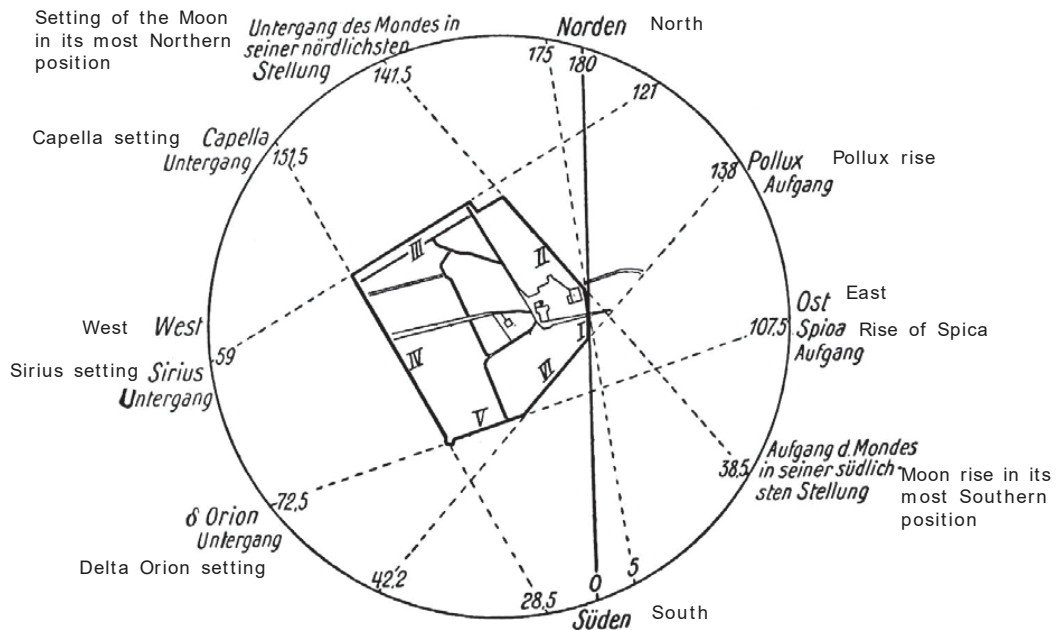 Setting of the Moon
in its most Northern
position
Untergang des Mondes in
seiner nördlichsten
Stellung
141,5
Norden North
175
180
121
Capella setting
Capella
Untergang
151,5
138
Pollux
Aufgang
Pollux rise
III
II
I
IV
VI
V
West West
59
Sirius setting Sirius
Untergang
Ost East
107,5
Spica
Aufgang
Rise of Spica
38,5
Aufgang d. Mondes
in seiner südlich-
sten Stellung
Moon rise in its
most Southern
position
72,5
δ Orion
Untergang
Delta Orion setting
42,2
28,5
0
5
Süden South